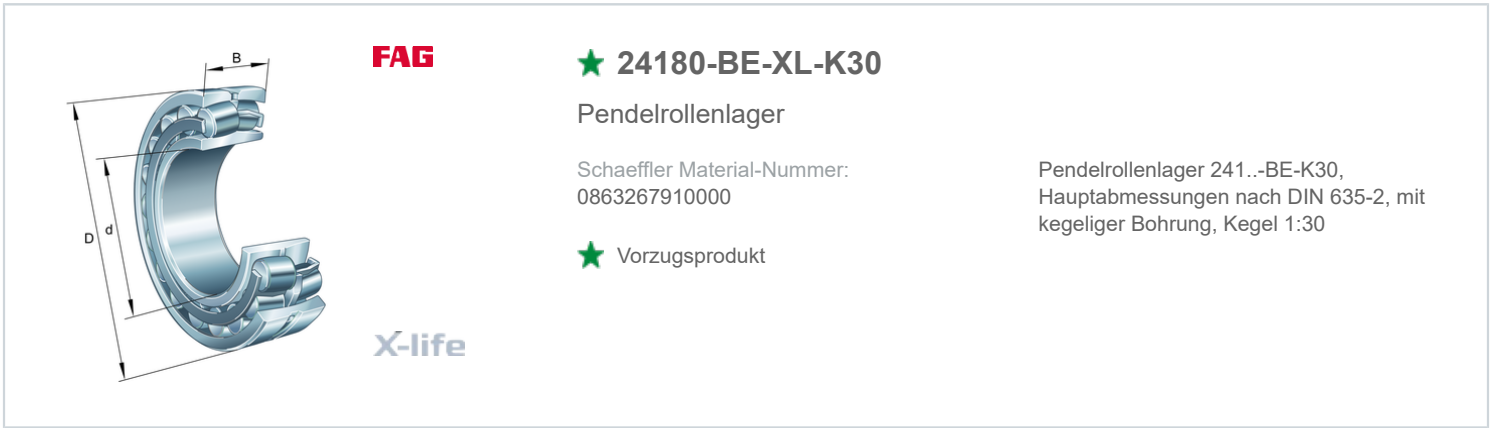 B
D
d
FAG
X-life
24180-BE-XL-K30
Pendelrollenlager
Schaeffler Material-Nummer:
0863267910000
Vorzugsprodukt
Pendelrollenlager 241..-BE-K30,
Hauptabmessungen nach DIN 635-2, mit
kegeliger Bohrung, Kegel 1:30